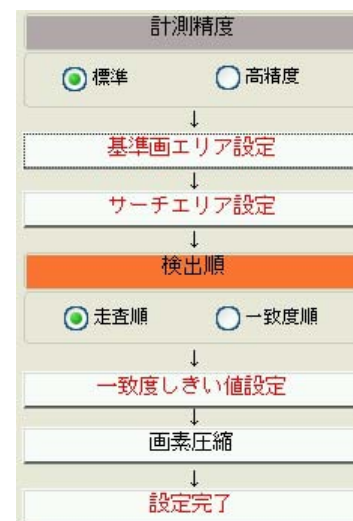 計測精度
標準 高精度
↓
基準画エリア設定
↓
サーチエリア設定
↓
検出順
走査順 一致度順
↓
一致度しきい値設定
↓
画素圧縮
↓
設定完了